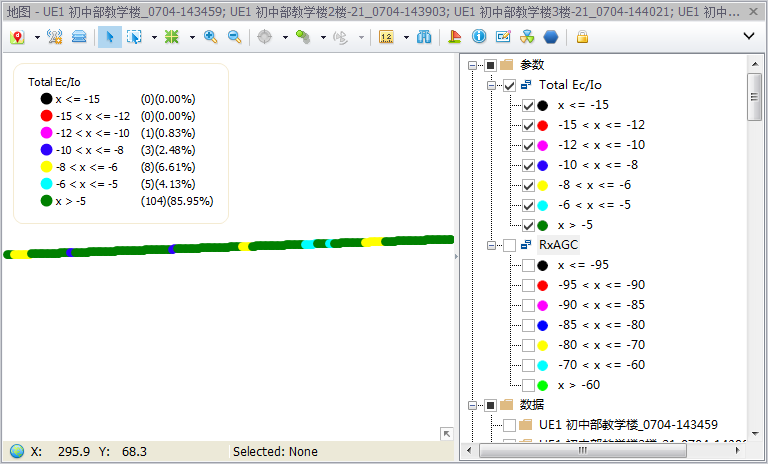 地图 - UE1 初中部教学楼_0704-143459; UE1 初中部教学楼2楼-21_0704-143903; UE1 初中部教学楼3楼-21_0704-144021; UE1 初中...
1.2
Total Ec/Io
x <= -15 (0)(0.00%)
-15 < x <= -12 (0)(0.00%)
-12 < x <= -10 (1)(0.83%)
-10 < x <= -8 (3)(2.48%)
-8 < x <= -6 (8)(6.61%)
-6 < x <= -5 (5)(4.13%)
x > -5 (104)(85.95%)
参数
Total Ec/Io
x <= -15
-15 < x <= -12
-12 < x <= -10
-10 < x <= -8
-8 < x <= -6
-6 < x <= -5
x > -5
RxAGC
x <= -95
-95 < x <= -90
-90 < x <= -85
-85 < x <= -80
-80 < x <= -70
-70 < x <= -60
x > -60
数据
UE1 初中部教学楼_0704-143459
X: 295.9 Y: 68.3 Selected: None